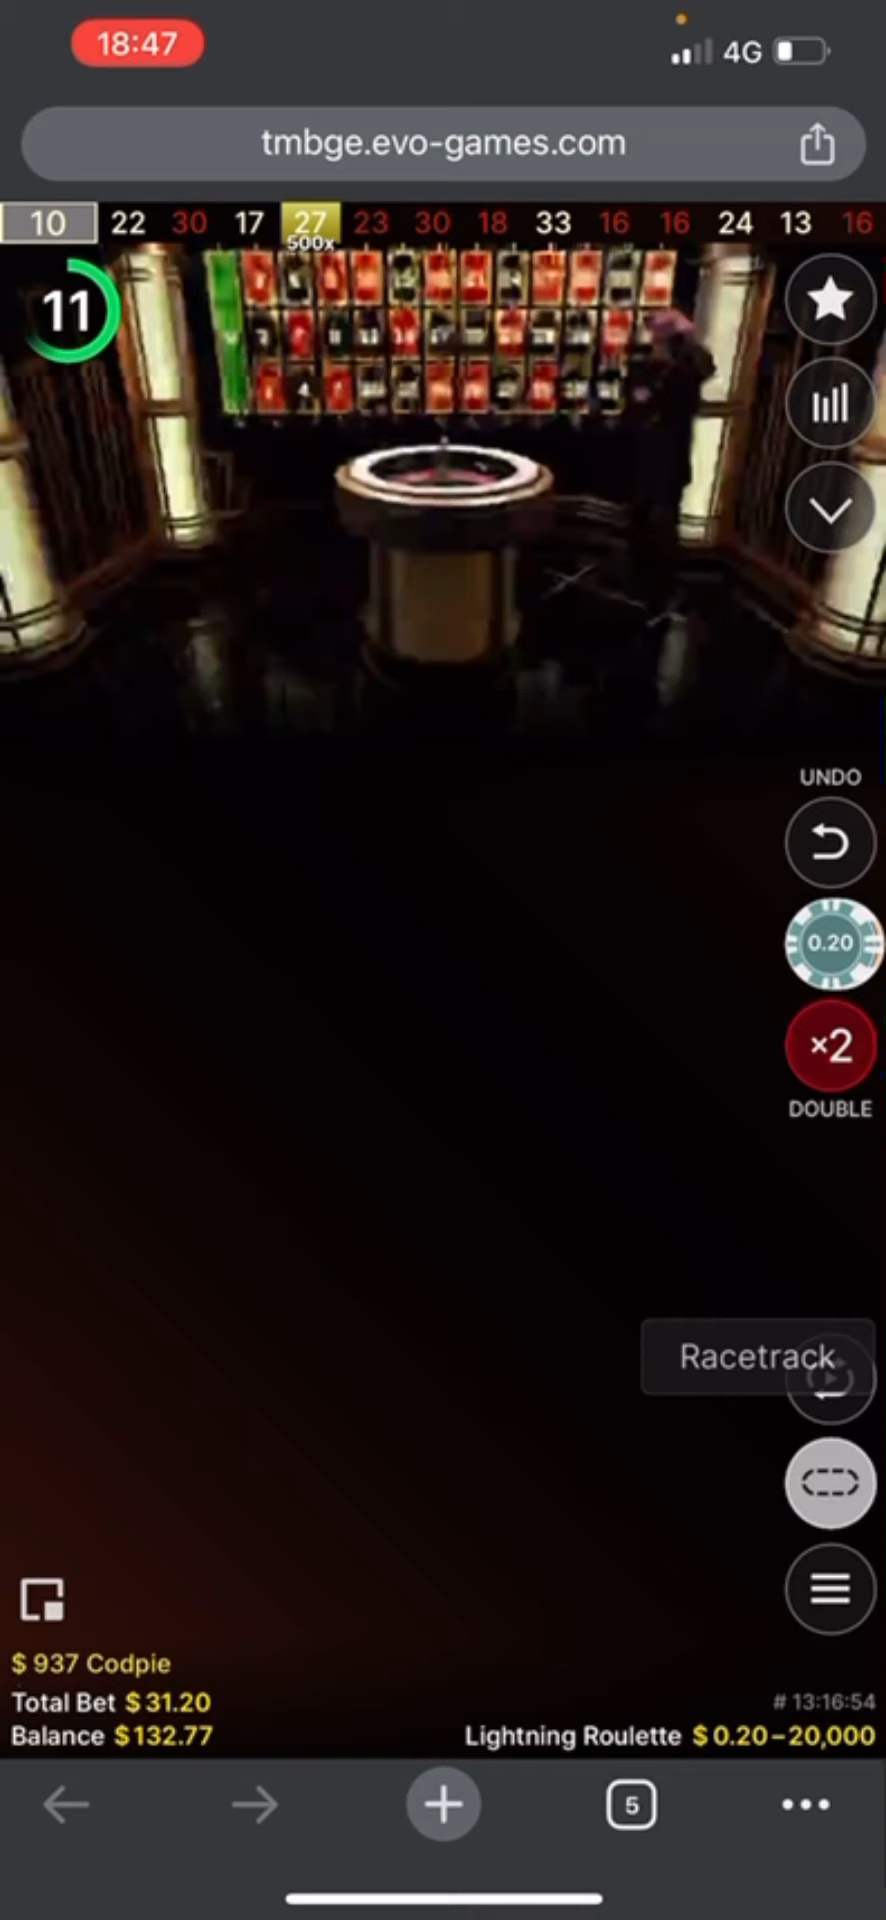 18:47
4G
tmbge.evo-games.com
10 22 30 17 27 23 30 18 33 16 16 24 13 16
500x
11
UNDO
0.20
×2
DOUBLE
Racetrack
$ 937 Codpie
Total Bet $ 31.20
# 13:16:54
Balance $132.77
Lightning Roulette $ 0.20–20,000
5